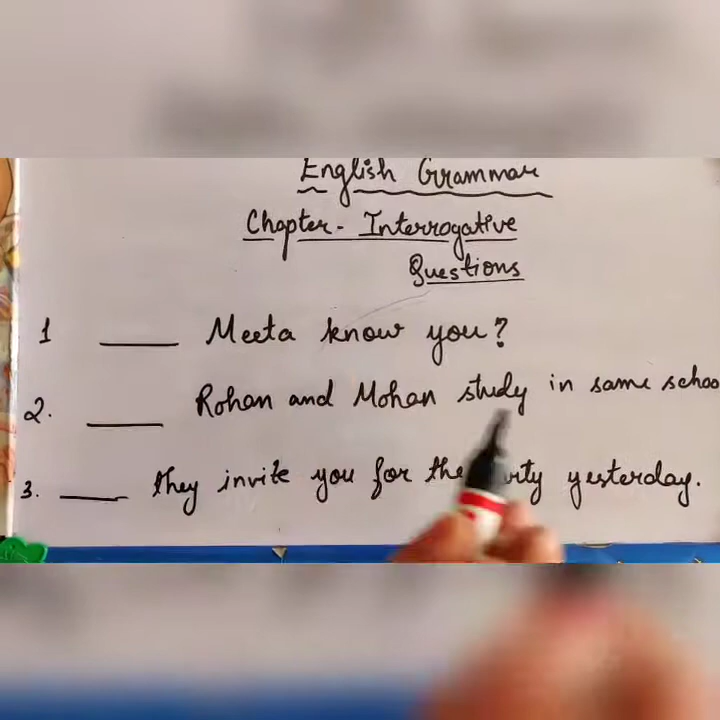 English Grammar
Chapter - Interrogative
Questions
1 ____ Meeta know you?
2. ____ Rohan and Mohan study in same schoo
3. ____ they invite you for the yesterday.